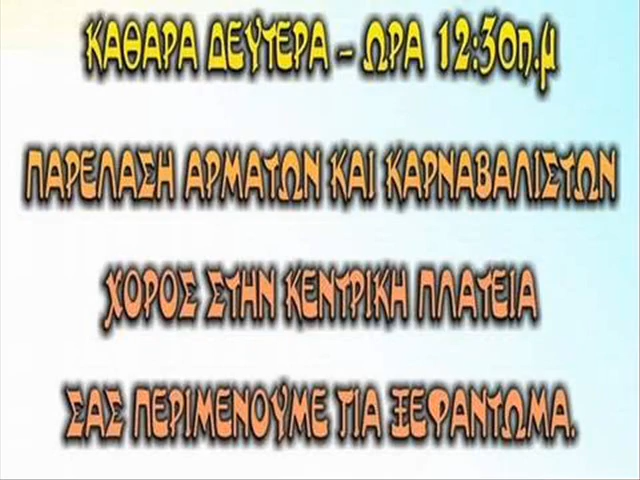 ΚΑΘΑΡΑ ΔΕΥΤΕΡΑ – ΩΡΑ 12:30π.μ
ΠΑΡΕΛΑΣΗ ΑΡΜΑΤΩΝ ΚΑΙ ΚΑΡΝΑΒΑΛΙΣΤΩΝ
ΧΟΡΟΣ ΣΤΗΝ ΚΕΝΤΡΙΚΗ ΠΛΑΤΕΙΑ
ΣΑΣ ΠΕΡΙΜΕΝΟΥΜΕ ΓΙΑ ΞΕΦΑΝΤΩΜΑ.